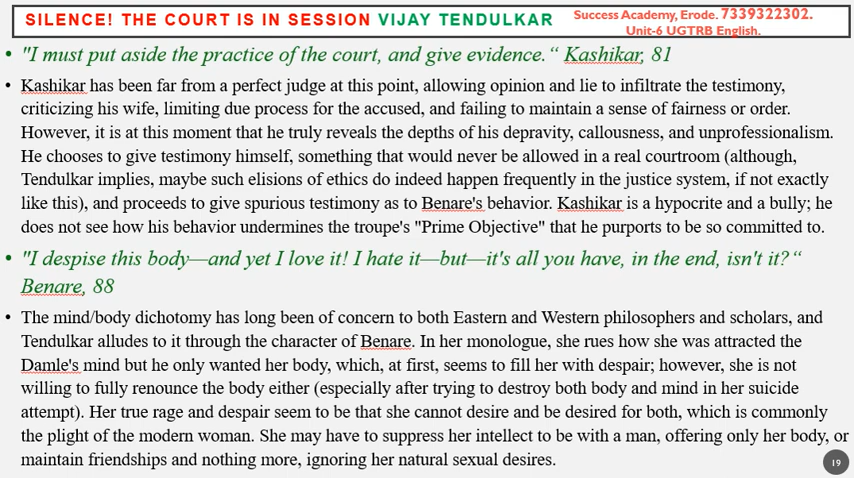 SILENCE! THE COURT IS IN SESSION VIJAY TENDULKAR
Success Academy, Erode. 7339322302.
Unit-6 UGTRB English.
• "I must put aside the practice of the court, and give evidence.“ Kashikar, 81
• Kashikar has been far from a perfect judge at this point, allowing opinion and lie to infiltrate the testimony,
criticizing his wife, limiting due process for the accused, and failing to maintain a sense of fairness or order.
However, it is at this moment that he truly reveals the depths of his depravity, callousness, and unprofessionalism.
He chooses to give testimony himself, something that would never be allowed in a real courtroom (although,
Tendulkar implies, maybe such elisions of ethics do indeed happen frequently in the justice system, if not exactly
like this), and proceeds to give spurious testimony as to Benare's behavior. Kashikar is a hypocrite and a bully; he
does not see how his behavior undermines the troupe's "Prime Objective" that he purports to be so committed to.
• "I despise this body—and yet I love it! I hate it—but—it's all you have, in the end, isn't it?“
Benare, 88
• The mind/body dichotomy has long been of concern to both Eastern and Western philosophers and scholars, and
Tendulkar alludes to it through the character of Benare. In her monologue, she rues how she was attracted the
Damle's mind but he only wanted her body, which, at first, seems to fill her with despair; however, she is not
willing to fully renounce the body either (especially after trying to destroy both body and mind in her suicide
attempt). Her true rage and despair seem to be that she cannot desire and be desired for both, which is commonly
the plight of the modern woman. She may have to suppress her intellect to be with a man, offering only her body, or
maintain friendships and nothing more, ignoring her natural sexual desires.
19